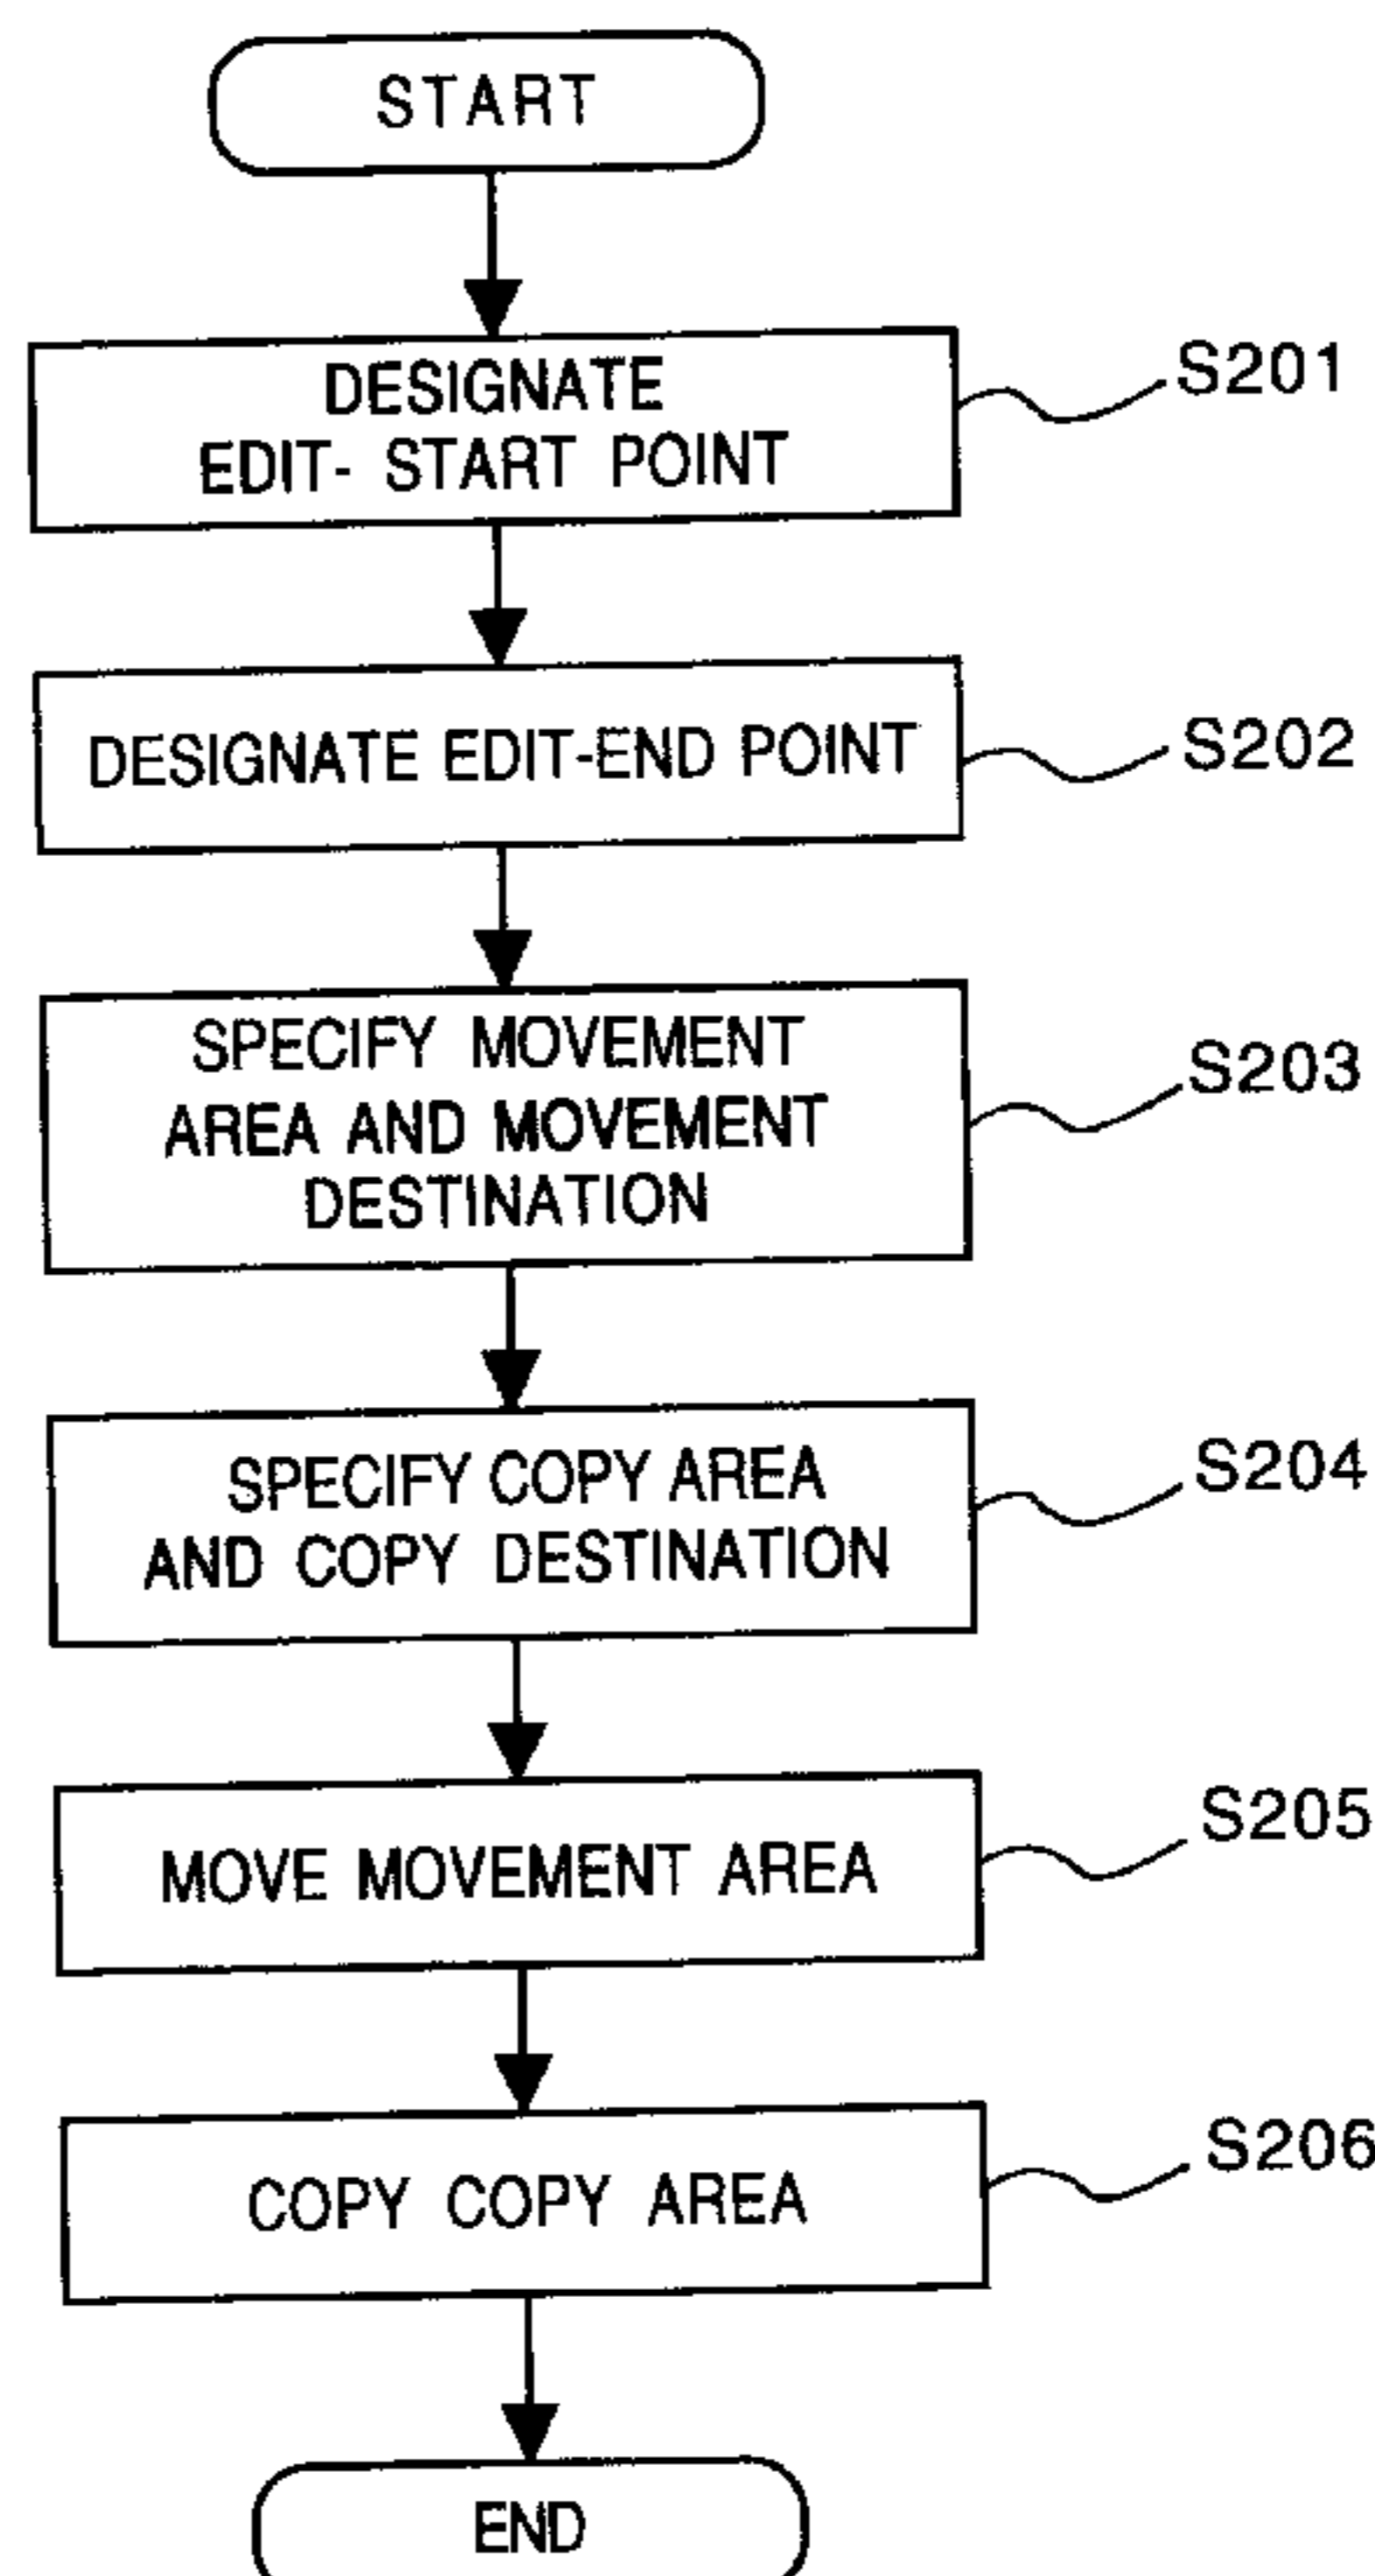 START
DESIGNATE
EDIT- START POINT
S201
DESIGNATE EDIT-END POINT
S202
SPECIFY MOVEMENT
AREA AND MOVEMENT
DESTINATION
S203
SPECIFY COPY AREA
AND COPY DESTINATION
S204
MOVE MOVEMENT AREA
S205
COPY COPY AREA
S206
END